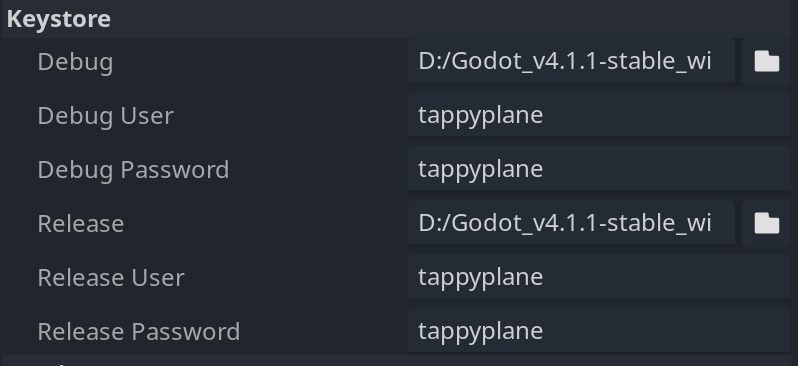 Keystore
Debug D:/Godot_v4.1.1-stable_wi
Debug User tappyplane
Debug Password tappyplane
Release D:/Godot_v4.1.1-stable_wi
Release User tappyplane
Release Password tappyplane